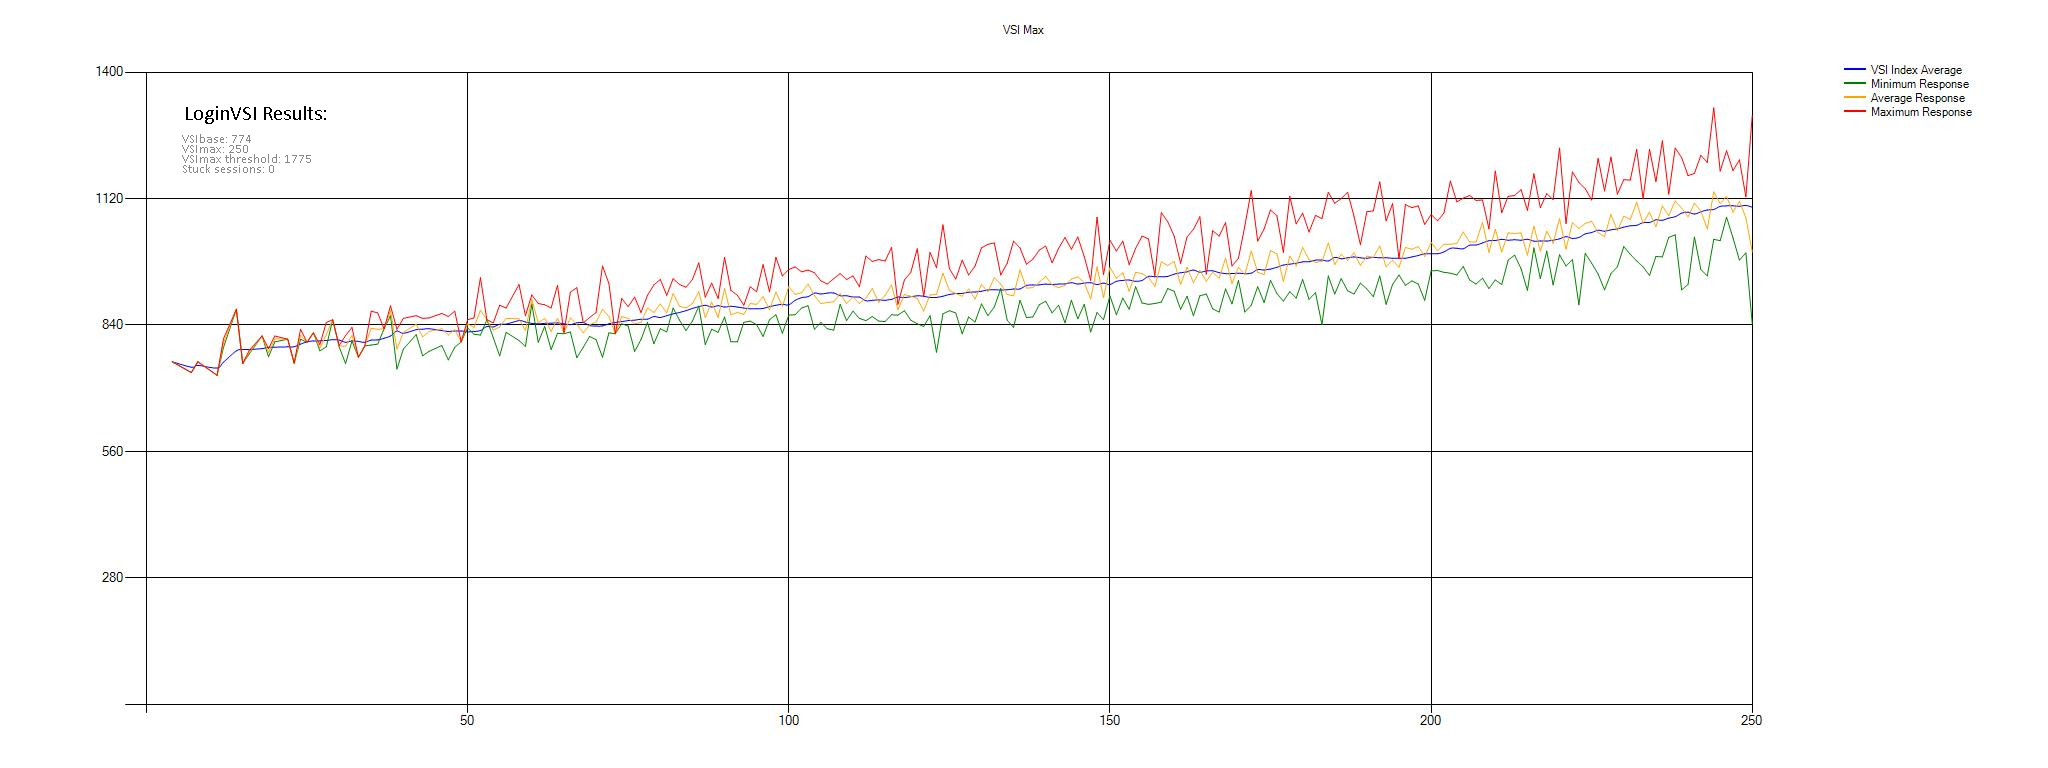 VSI Max
1400
1120
840
560
280
LoginVSI Results:
VSIbase: 774
VSImax: 250
VSImax threshold: 1775
Stuck sessions: 0
VSI Index Average
Minimum Response
Average Response
Maximum Response
50
100
150
200
250